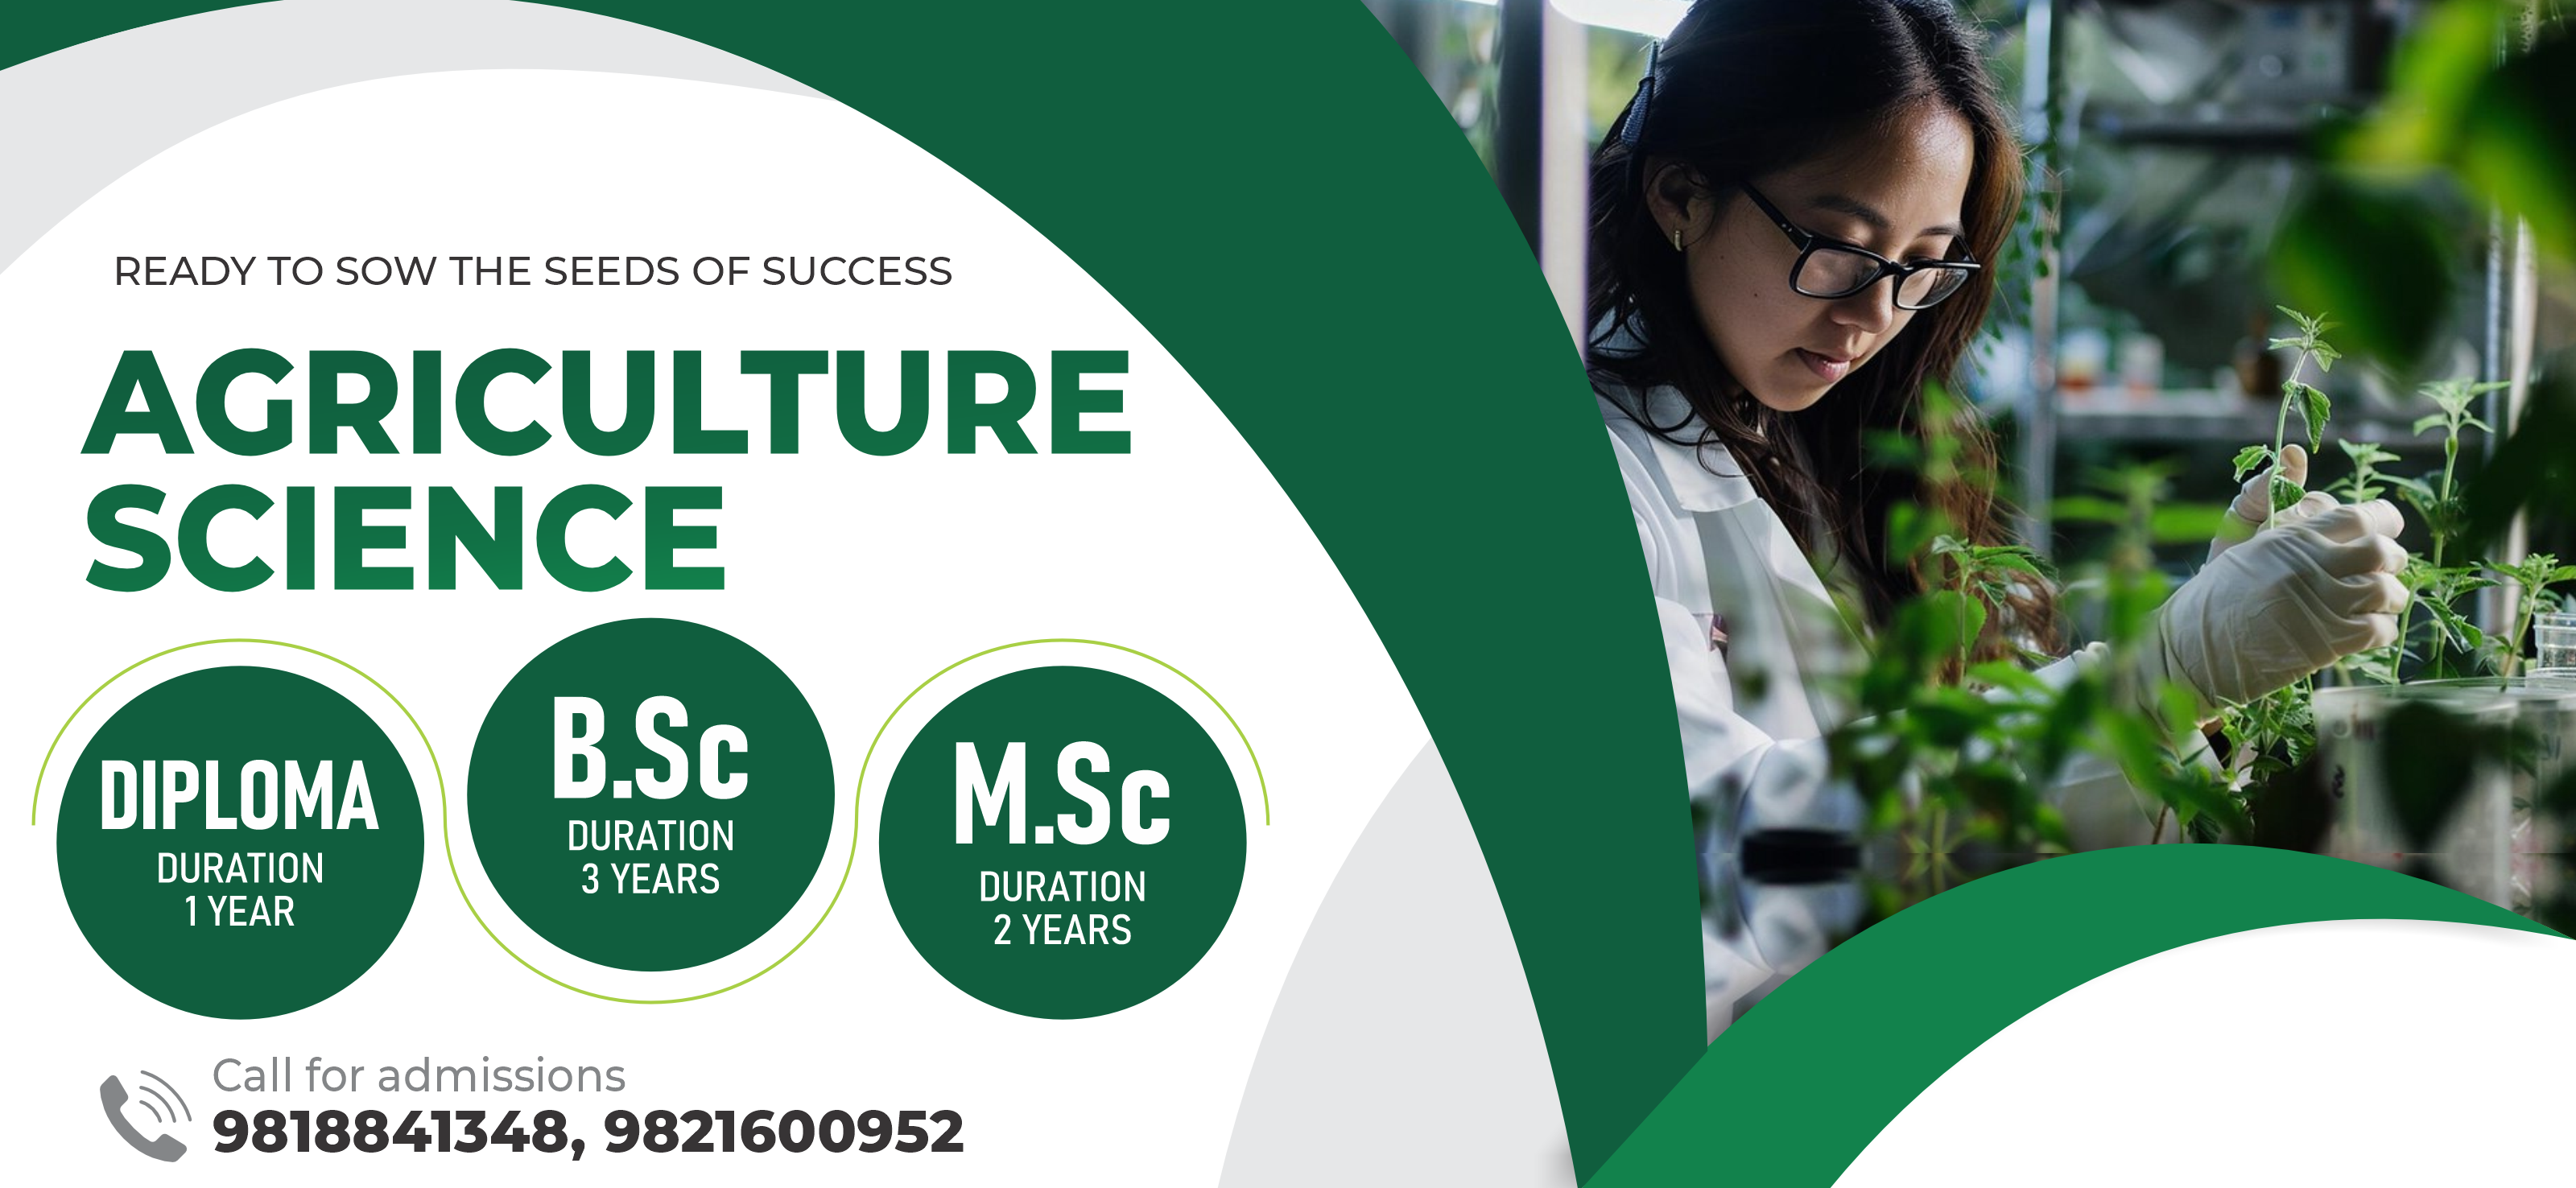 READY TO SOW THE SEEDS OF SUCCESS
AGRICULTURE
SCIENCE
DIPLOMA
DURATION
1 YEAR
B.Sc
DURATION
3 YEARS
M.Sc
DURATION
2 YEARS
Call for admissions
9818841348, 9821600952